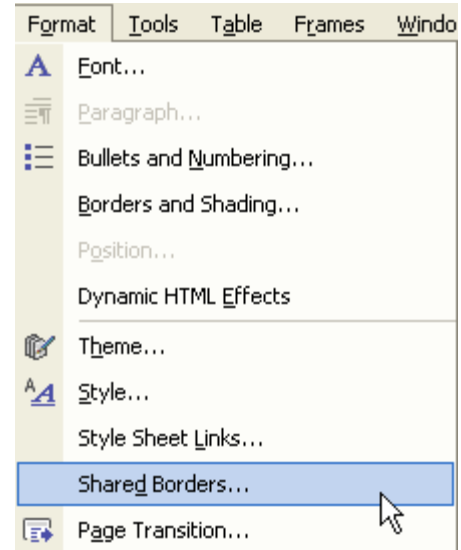 Format Tools Table Frames Windo
Font...
Paragraph...
Bullets and Numbering...
Borders and Shading...
Position...
Dynamic HTML Effects
Theme...
Style...
Style Sheet Links...
Shared Borders...
Page Transition...